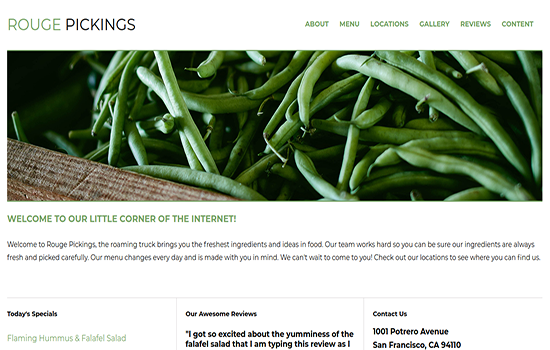 ROUGE PICKINGS
ABOUT MENU LOCATIONS GALLERY REVIEWS CONTENT
WELCOME TO OUR LITTLE CORNER OF THE INTERNET!
Welcome to Rouge Pickings, the roaming truck brings you the freshest ingredients and ideas in food. Our team works hard so you can be sure our ingredients are always
fresh and picked carefully. Our menu changes every day and is made with you in mind. We can't wait to come to you! Check out our locations to see where you can find us.
Today's Specials
Flaming Hummus & Falafel Salad
Our Awesome Reviews
"I got so excited about the yumminess of the
falafel salad that I am typing this review as I
Contact Us
1001 Potrero Avenue
San Francisco, CA 94110